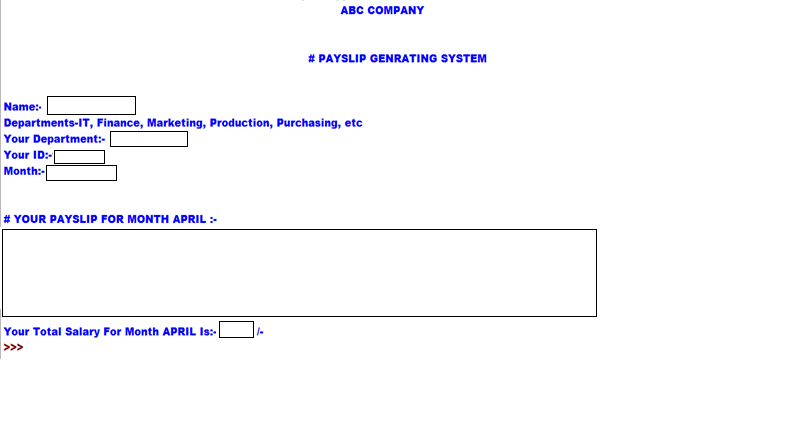 ABC COMPANY
# PAYSLIP GENRATING SYSTEM
Name:-
Departments-IT, Finance, Marketing, Production, Purchasing, etc
Your Department:-
Your ID:-
Month:-
# YOUR PAYSLIP FOR MONTH APRIL :-
Your Total Salary For Month APRIL Is:- /-
>>>